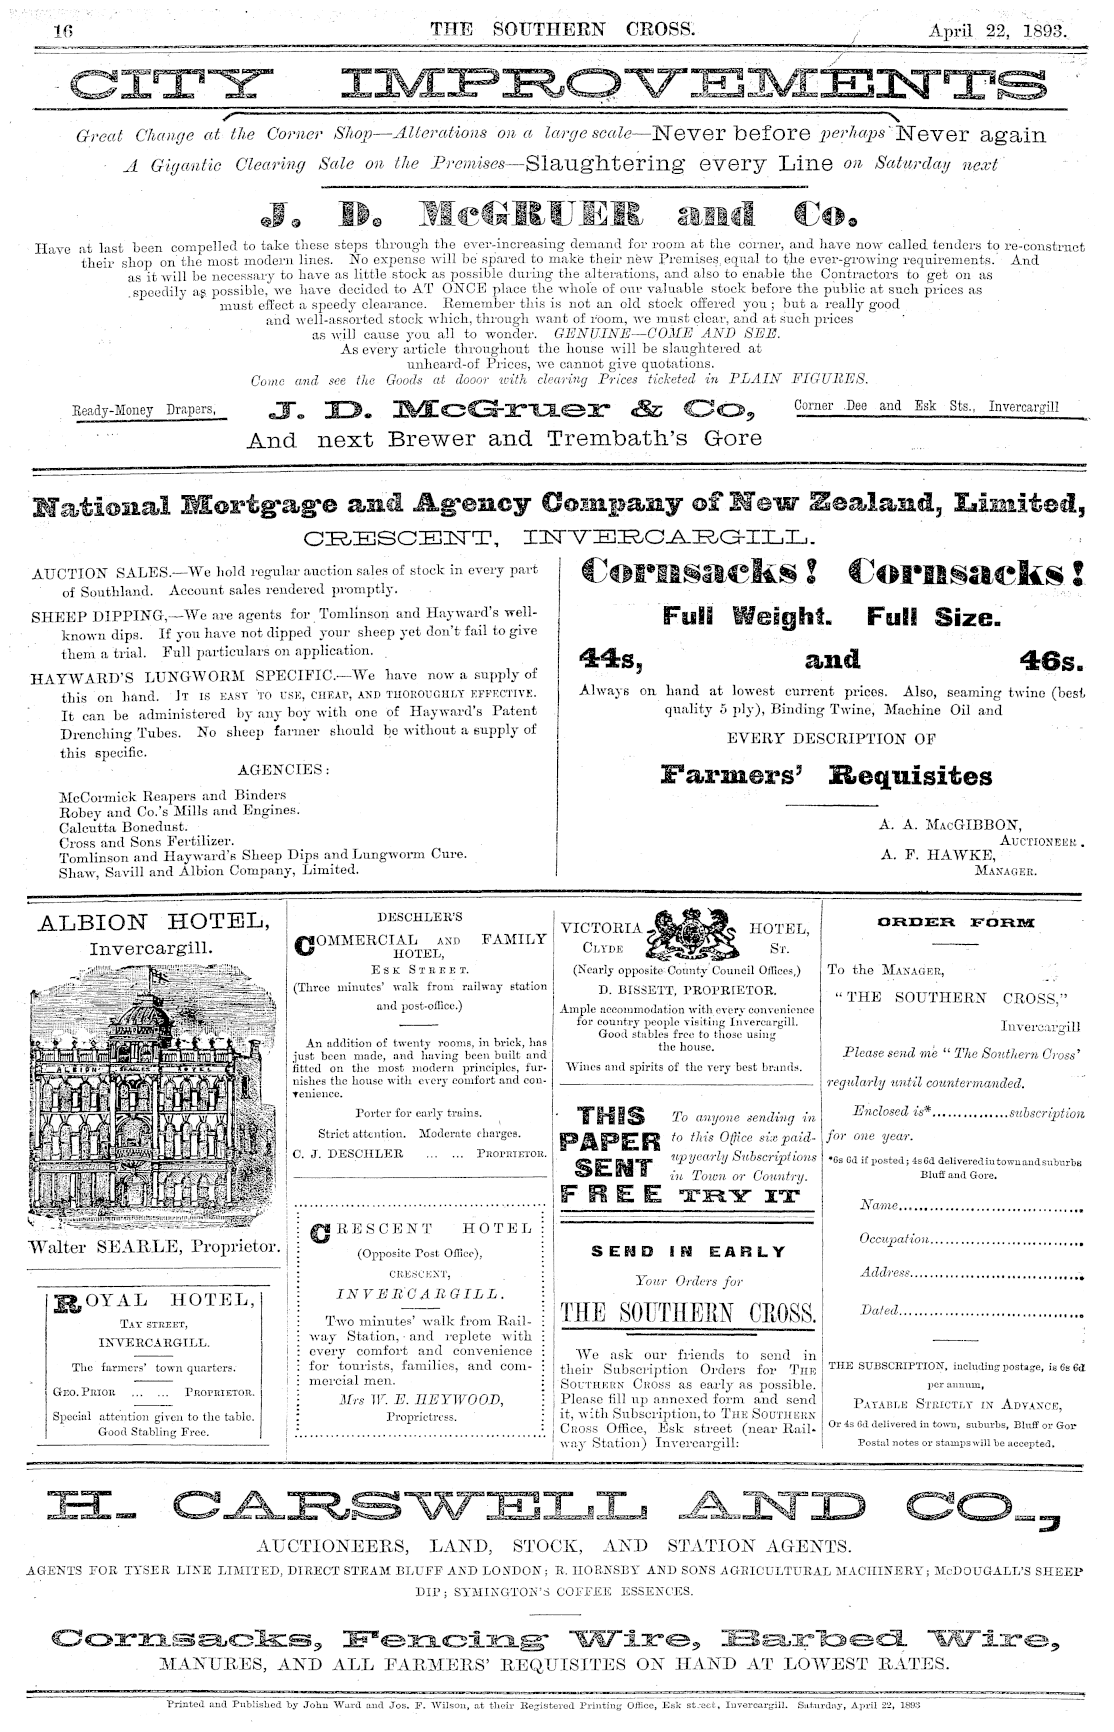 16
THE SOUTHERN CROSS.
April 22, 1893.
CITY IMPROVEMENTS
Great Change at the Corner Shop—Alterations on a large scale—Never before perhaps Never again
A Gigantic Clearing Sale on the Premises—Slaughtering every Line on Saturday next
J. D. McGRUER and Co.
Have at last been compelled to take these steps through the ever-increasing demand for room at the corner, and have now called tenders to re-construct
their shop on the most modern lines. No expense will be spared to make their new Premises equal to the ever-growing requirements. And
as it will be necessary to have as little stock as possible during the alterations, and also to enable the Contractors to get on as
speedily as possible, we have decided to AT ONCE place the whole of our valuable stock before the public at such prices as
must effect a speedy clearance. Remember this is not an old stock offered you; but a really good
and well-assorted stock which, through want of room, we must clear, and at such prices
as will cause you all to wonder. GENUINE—COME AND SEE.
As every article throughout the house will be slaughtered at
unheard-of Prices, we cannot give quotations.
Come and see the Goods at dooor with clearing Prices ticketed in PLAIN FIGURES.
Ready-Money Drapers, J. D. McGruer & Co, Corner Dee and Esk Sts., Invercargill
And next Brewer and Trembath's Gore
National Mortgage and Agency Company of New Zealand, Limited,
CRESCENT, INVERCARGILL.
AUCTION SALES.—We hold regular auction sales of stock in every part
of Southland. Account sales rendered promptly.
SHEEP DIPPING,—We are agents for Tomlinson and Hayward's well-
known dips. If you have not dipped your sheep yet don't fail to give
them a trial. Full particulars on application.
HAYWARD'S LUNGWORM SPECIFIC.—We have now a supply of
this on hand. IT IS EASY TO USE, CHEAP, AND THOROUGHLY EFFECTIVE.
It can be administered by any boy with one of Hayward's Patent
Drenching Tubes. No sheep farmer should be without a supply of
this specific.
AGENCIES:
McCormick Reapers and Binders
Robey and Co.'s Mills and Engines.
Calcutta Bonedust.
Cross and Sons Fertilizer.
Tomlinson and Hayward's Sheep Dips and Lungworm Cure.
Shaw, Savill and Albion Company, Limited.
Cornsacks! Cornsacks!
Full Weight. Full Size.
44s, and 46s.
Always on hand at lowest current prices. Also, seaming twine (best
quality 5 ply), Binding Twine, Machine Oil and
EVERY DESCRIPTION OF
Farmers' Requisites
A. A. MACGIBBON,
AUCTIONEER.
A. F. HAWKE,
MANAGER.
ALBION HOTEL,
Invercargill.
ALBION SEARLES HOTEL
Walter SEARLE, Proprietor.
ROYAL HOTEL,
TAY STREET,
INVERCARGILL.
The farmers' town quarters.
GEO. PRIOR ... ... PROPRIETOR.
Special attention given to the table.
Good Stabling Free.
DESCHLER'S
COMMERCIAL AND FAMILY
HOTEL,
ESK STREET.
(Three minutes' walk from railway station
and post-office.)
An addition of twenty rooms, in brick, has
just been made, and having been built and
fitted on the most modern principles, fur-
nishes the house with every comfort and con-
venience.
Porter for early trains.
Strict attention. Moderate charges.
C. J. DESCHLER ... ... PROPRIETOR.
CRESCENT HOTEL
(Opposite Post Office),
CRESCENT,
INVERCARGILL.
Two minutes' walk from Rail-
way Station, and replete with
every comfort and convenience
for tourists, families, and com-
mercial men.
Mrs W. E. HEYWOOD,
Proprietress.
VICTORIA HOTEL,
CLYDE ST.
(Nearly opposite County Council Offices,)
D. BISSETT, PROPRIETOR.
Ample accommodation with every convenience
for country people visiting Invercargill.
Good stables free to those using
the house.
Wines and spirits of the very best brands.
THIS
PAPER
SENT
FREE
To anyone sending in
to this Office six paid-
up yearly Subscriptions
in Town or Country.
TRY IT
SEND IN EARLY
Your Orders for
THE SOUTHERN CROSS.
We ask our friends to send in
their Subscription Orders for THE
SOUTHERN CROSS as early as possible.
Please fill up annexed form and send
it, with Subscription, to THE SOUTHERN
CROSS Office, Esk street (near Rail-
way Station) Invercargill:
ORDER FORM
To the MANAGER,
"THE SOUTHERN CROSS,"
Invercargill
Please send me "The Southern Cross'
regularly until countermanded.
Enclosed is*...............subscription
for one year.
*6s 6d if posted; 4s 6d delivered in town and suburbs
Bluff and Gore.
Name...............
Occupation...............
Address...............
Dated...............
THE SUBSCRIPTION, including postage, is 6s 6d
per annum,
PAYABLE STRICTLY IN ADVANCE,
Or 4s 6d delivered in town, suburbs, Bluff or Gor
Postal notes or stamps will be accepted.
H. CARSWELL AND CO.,
AUCTIONEERS, LAND, STOCK, AND STATION AGENTS.
AGENTS FOR TYSER LINE LIMITED, DIRECT STEAM BLUFF AND LONDON; R. HORNSBY AND SONS AGRICULTURAL MACHINERY; McDOUGALL'S SHEEP
DIP; SYMINGTON'S COFFEE ESSENCES.
Cornsacks, Fencing Wire, Barbed Wire,
MANURES, AND ALL FARMERS' REQUISITES ON HAND AT LOWEST RATES.
Printed and Published by John Ward and Jos. F. Wilson, at their Registered Printing Office, Esk street, Invercargill. Saturday, April 22, 1893